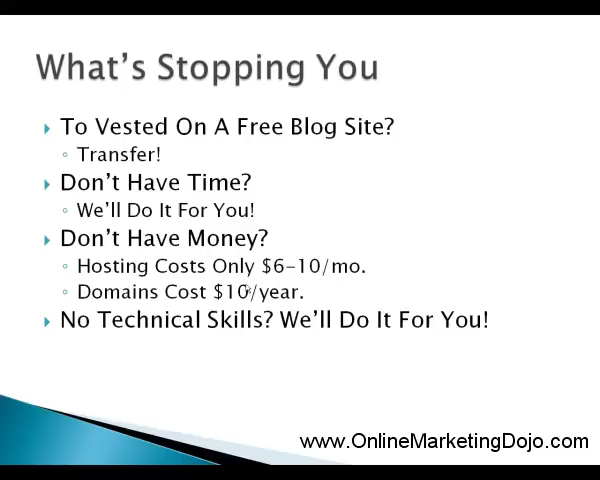 What's Stopping You
To Vested On A Free Blog Site?
Transfer!
Don't Have Time?
We'll Do It For You!
Don't Have Money?
Hosting Costs Only $6-10/mo.
Domains Cost $10/year.
No Technical Skills? We'll Do It For You!
www.OnlineMarketingDojo.com